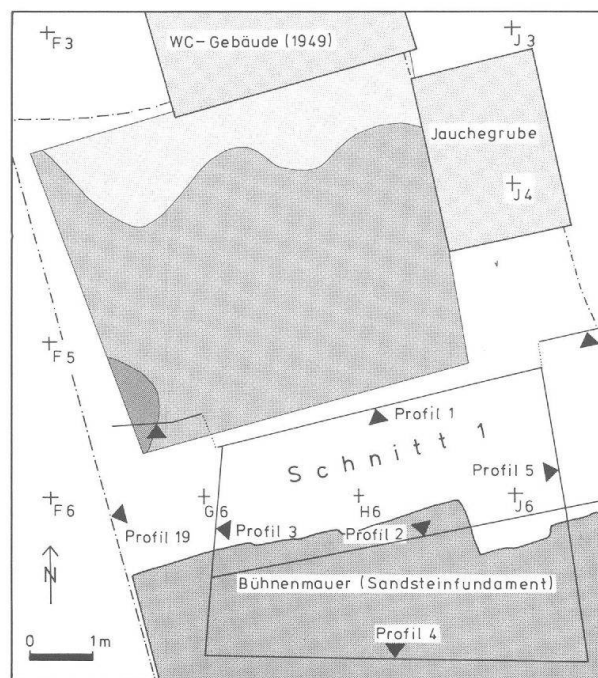 F3
WC-Gebäude (1949)
J3
Jauchegrube
J4
F5
Profil 1
Schnitt 1
Profil 5
F6
G6
H6
J6
Profil 19
Profil 3
Profil 2
N
Bühnenmauer (Sandsteinfundament)
Profil 4
0 1m